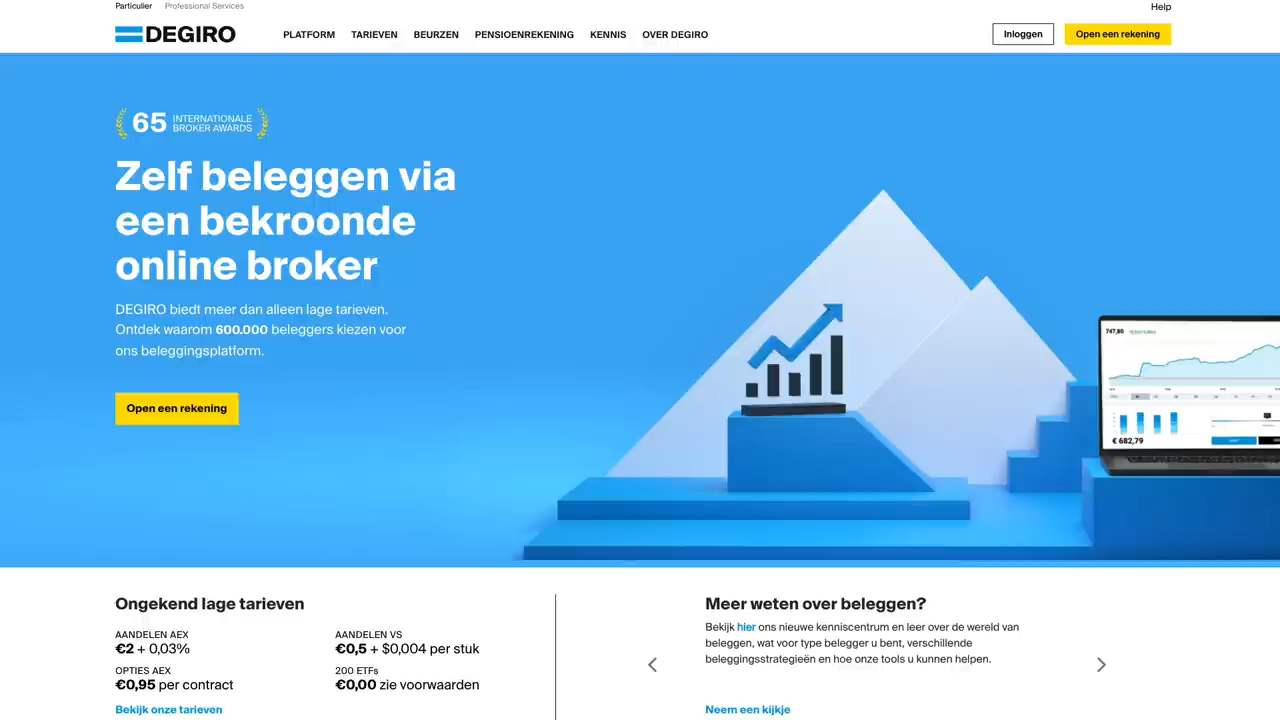 Particulier Professional Services Help
DEGIRO PLATFORM TARIEVEN BEURZEN PENSIOENREKENING KENNIS OVER DEGIRO Inloggen Open een rekening
65 INTERNATIONALE
BROKER AWARDS
Zelf beleggen via
een bekroonde
online broker
DEGIRO biedt meer dan alleen lage tarieven.
Ontdek waarom 600.000 beleggers kiezen voor
ons beleggingsplatform.
Open een rekening
747,80
€ 682,79
Ongekend lage tarieven
AANDELEN AEX
€2 + 0,03%
AANDELEN VS
€0,5 + $0,004 per stuk
OPTIES AEX
€0,95 per contract
200 ETFs
€0,00 zie voorwaarden
Bekijk onze tarieven
Meer weten over beleggen?
Bekijk hier ons nieuwe kenniscentrum en leer over de wereld van
beleggen, wat voor type belegger u bent, verschillende
beleggingsstrategieën en hoe onze tools u kunnen helpen.
Neem een kijkje